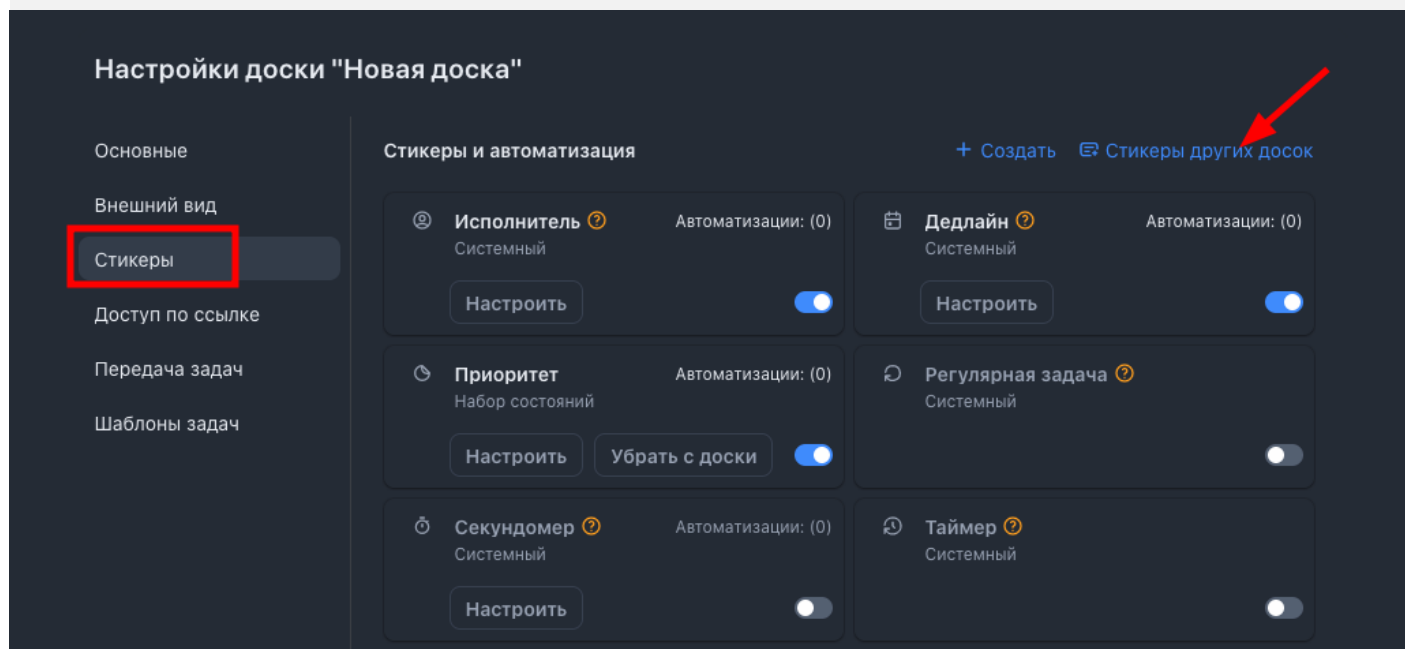 Настройки доски "Новая доска"
Основные
Внешний вид
Стикеры
Доступ по ссылке
Передача задач
Шаблоны задач
Стикеры и автоматизация
+ Создать
Стикеры других досок
Исполнитель
Автоматизации: (0)
Системный
Настроить
Дедлайн
Автоматизации: (0)
Системный
Настроить
Приоритет
Автоматизации: (0)
Набор состояний
Настроить
Убрать с доски
Регулярная задача
Системный
Секундомер
Автоматизации: (0)
Системный
Настроить
Таймер
Системный